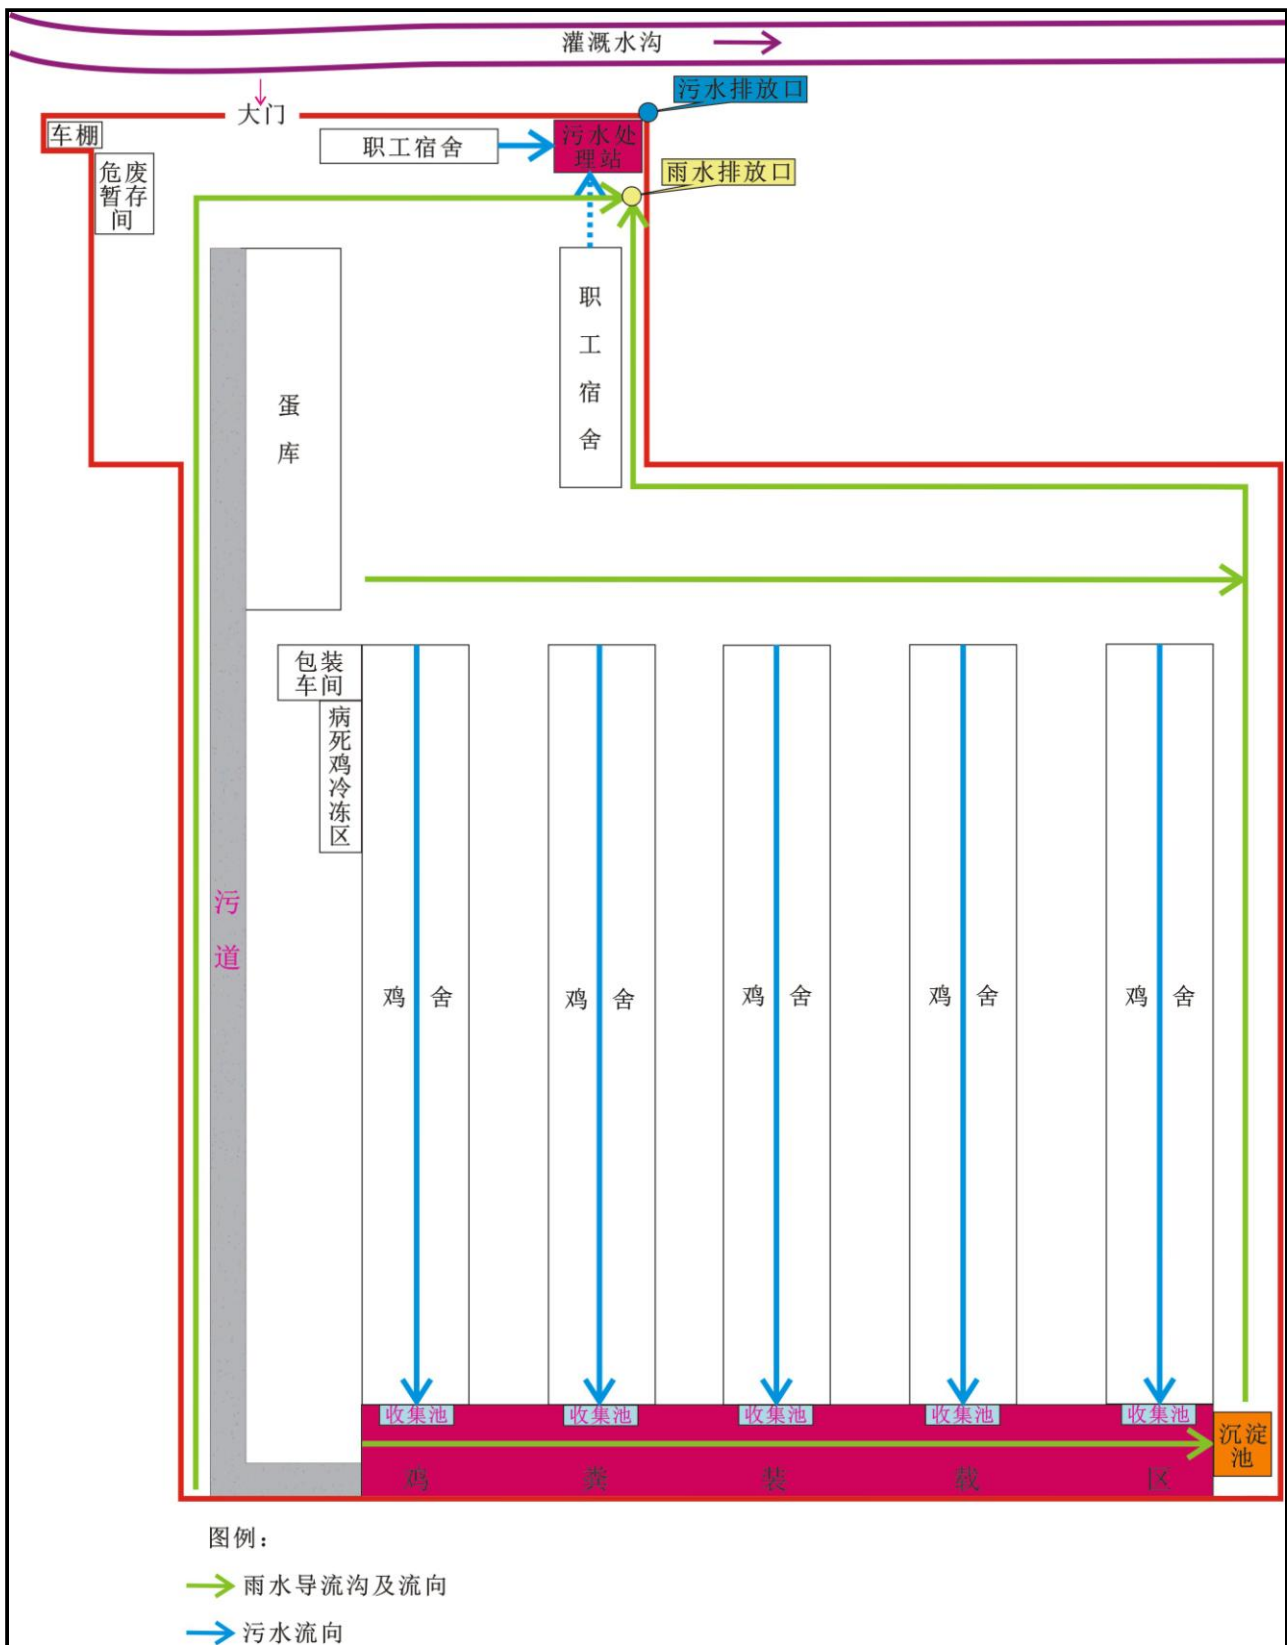 灌溉水沟
污水排放口
大门
车棚
职工宿舍
污水处
理站
危废
暂存
间
雨水排放口
职
工
宿
舍
蛋
库
包装
车间
病
死
鸡
冷
冻
区
污
道
鸡 舍
鸡 舍
鸡 舍
鸡 舍
鸡 舍
收集池
收集池
收集池
收集池
收集池
沉淀
池
鸡 粪 装 载 区
图例：
雨水导流沟及流向
污水流向